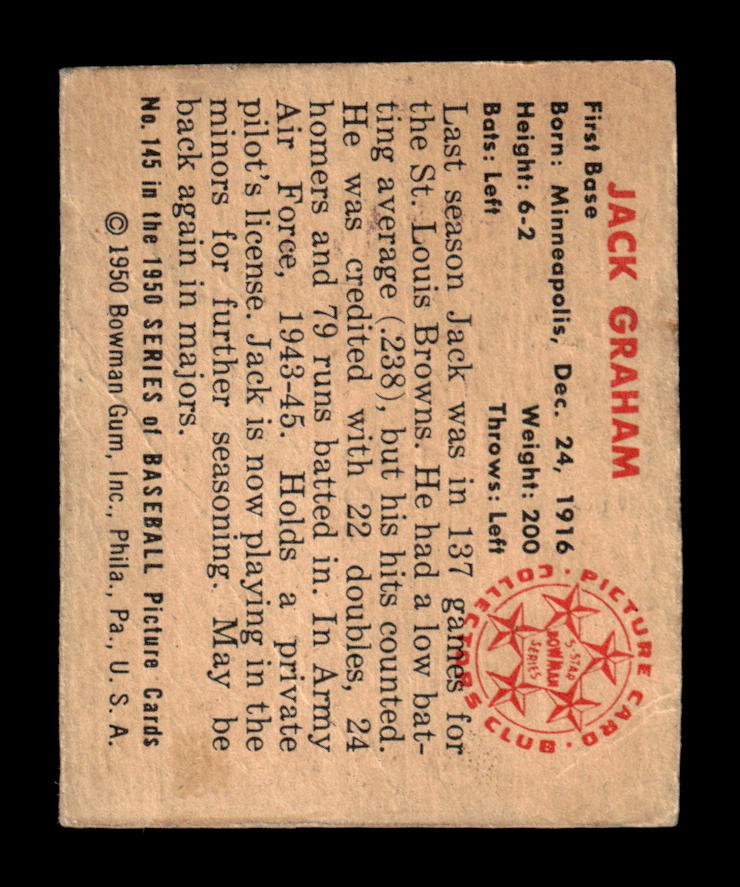 JACK GRAHAM
First Base
Born: Minneapolis, Dec. 24, 1916
Height: 6-2 Weight: 200
Bats: Left Throws: Left
Last season Jack was in 137 games for
the St. Louis Browns. He had a low bat-
ting average (.238), but his hits counted.
He was credited with 22 doubles, 24
homers and 79 runs batted in. In Army
Air Force, 1943-45. Holds a private
pilot's license. Jack is now playing in the
minors for further seasoning. May be
back again in majors.
No. 145 in the 1950 SERIES of BASEBALL Picture Cards
© 1950 Bowman Gum, Inc., Phila., Pa., U. S. A.
PICTURE CARD · COLLECTORS CLUB ·
5-STAR
BOWMAN
SERIES